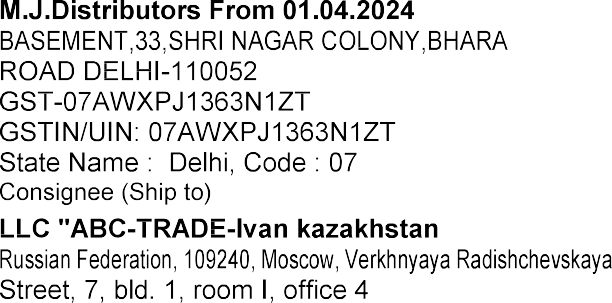 M.J.Distributors From 01.04.2024
BASEMENT,33,SHRI NAGAR COLONY,BHARA
ROAD DELHI-110052
GST-07AWXPJ1363N1ZT
GSTIN/UIN: 07AWXPJ1363N1ZT
State Name :  Delhi, Code : 07
Consignee (Ship to)
LLC "ABC-TRADE-Ivan kazakhstan
Russian Federation, 109240, Moscow, Verkhnyaya Radishchevskaya
Street, 7, bld. 1, room I, office 4